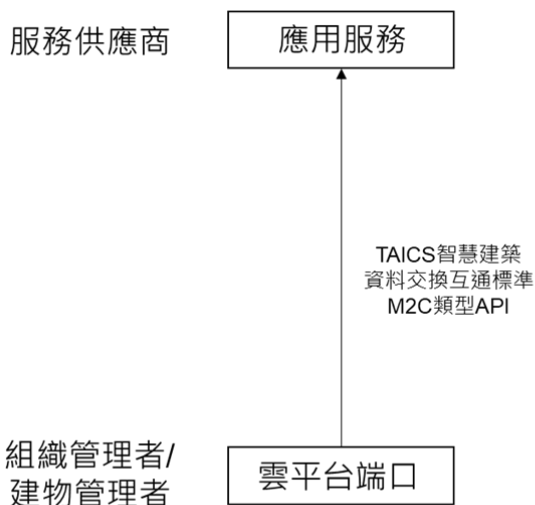 服務供應商
應用服務
TAICS智慧建築
資料交換互通標準
M2C類型API
組織管理者/
建物管理者
雲平台端口